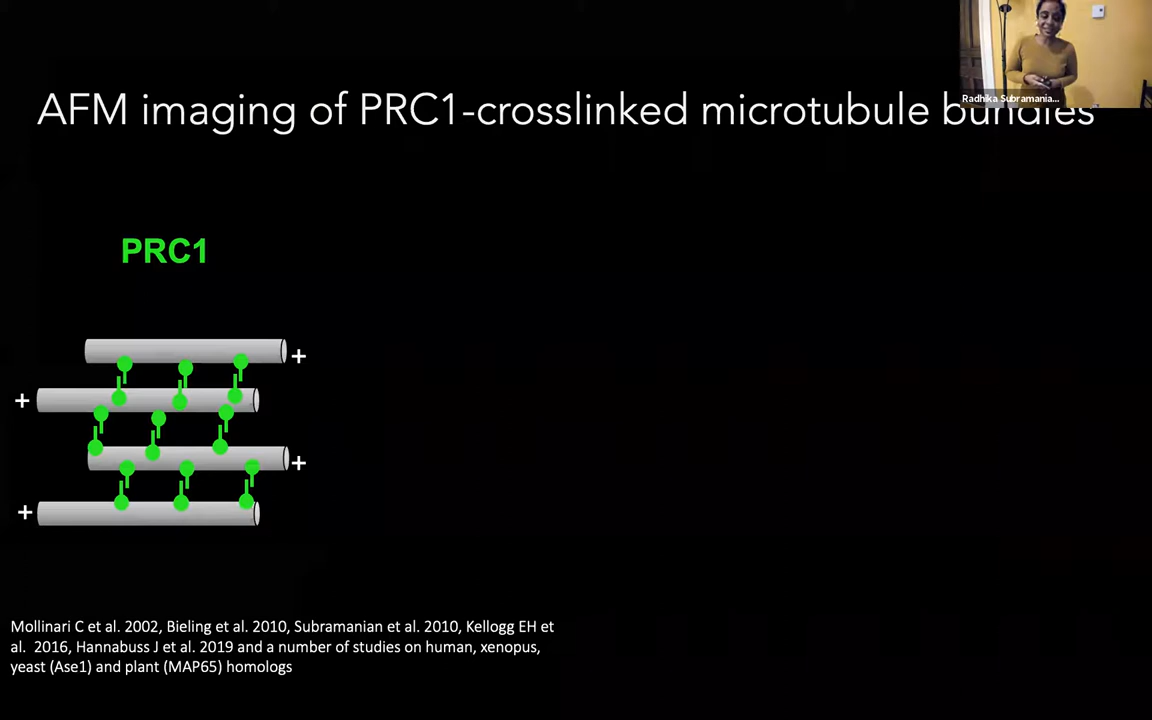 AFM imaging of PRC1-crosslinked microtubule bundles
Radhika Subramania...
PRC1
+
+
+
+
Mollinari C et al. 2002, Bieling et al. 2010, Subramanian et al. 2010, Kellogg EH et
al. 2016, Hannabuss J et al. 2019 and a number of studies on human, xenopus,
yeast (Ase1) and plant (MAP65) homologs